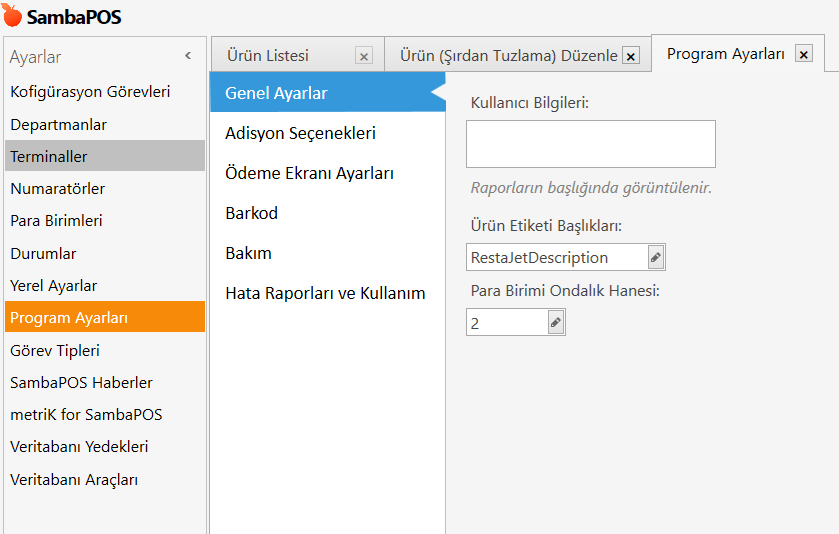 SambaPOS
Ayarlar
Ürün Listesi
Ürün (Şırdan Tuzlama) Düzenle
Program Ayarları
Kofigürasyon Görevleri
Departmanlar
Terminaller
Numaratörler
Para Birimleri
Durumlar
Yerel Ayarlar
Program Ayarları
Görev Tipleri
SambaPOS Haberler
metriK for SambaPOS
Veritabanı Yedekleri
Veritabanı Araçları
Genel Ayarlar
Adisyon Seçenekleri
Ödeme Ekranı Ayarları
Barkod
Bakım
Hata Raporları ve Kullanım
Kullanıcı Bilgileri:
Raporların başlığında görüntülenir.
Ürün Etiketi Başlıkları:
RestaJetDescription
Para Birimi Ondalık Hanesi:
2